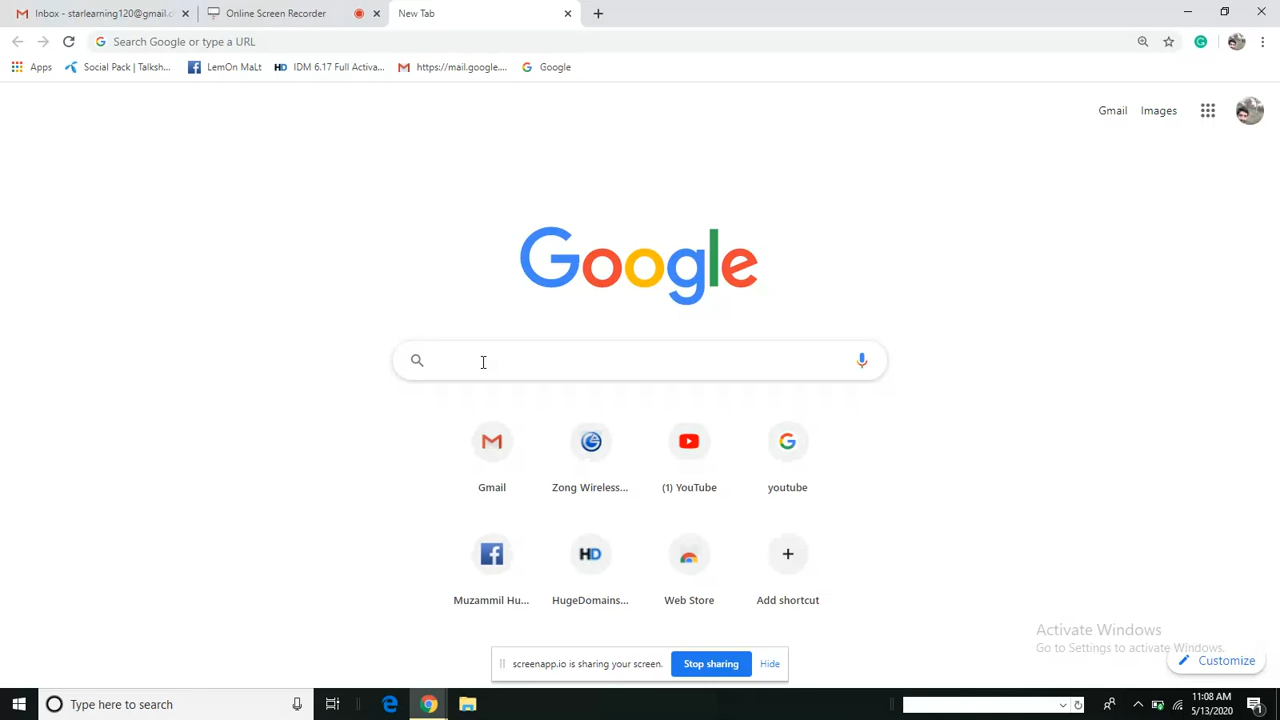 Inbox - starlearning120@gmail.c
Online Screen Recorder
New Tab
Search Google or type a URL
Apps
Social Pack | Talksh...
LemOn MaLt
IDM 6.17 Full Activa...
https://mail.google....
Google
Gmail
Images
Google
Gmail
Zong Wireless...
(1) YouTube
youtube
Muzammil Hu...
HD
HugeDomains...
Web Store
Add shortcut
Activate Windows
Go to Settings to activate Windows.
Customize
screenapp.io is sharing your screen.
Stop sharing
Hide
Type here to search
11:08 AM
5/13/2020